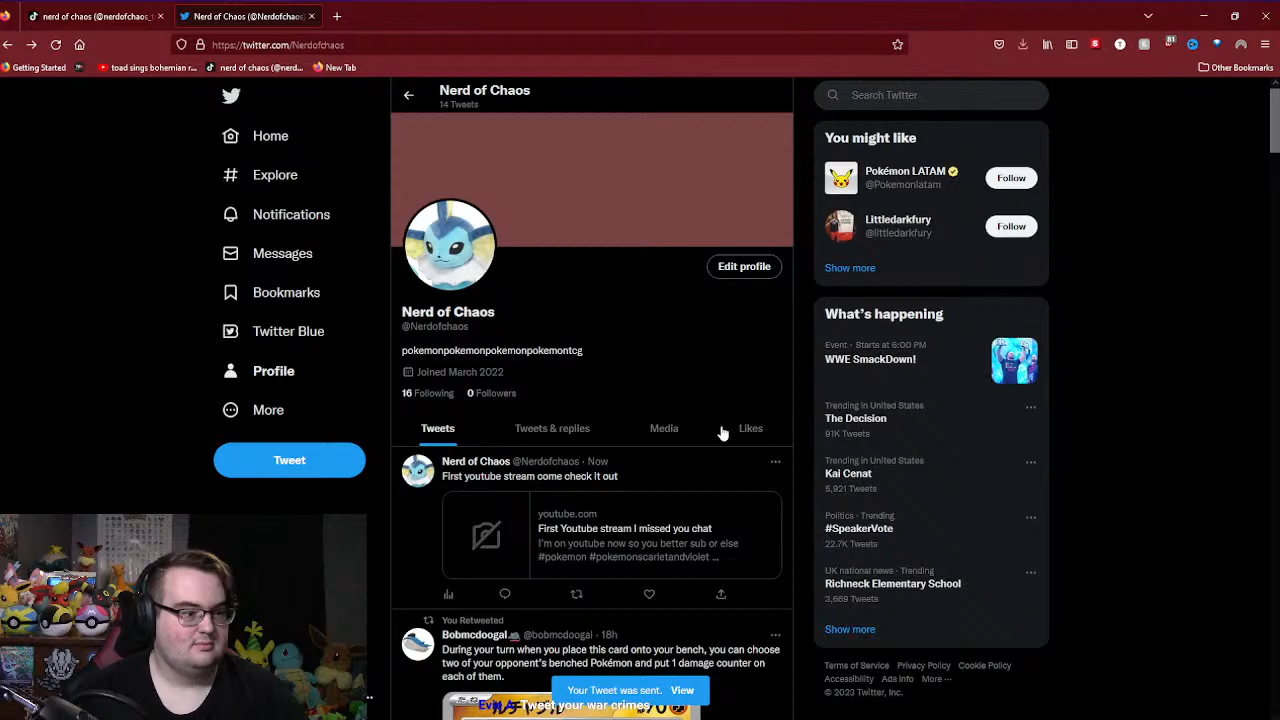 nerd of chaos (@nerdofchaos_
Nerd of Chaos (@Nerdofchaos)
https://twitter.com/Nerdofchaos
81
Getting Started
toad sings bohemian r...
nerd of chaos (@nerd...
New Tab
Other Bookmarks
Home
Explore
Notifications
Messages
Bookmarks
Twitter Blue
Profile
More
Tweet
Nerd of Chaos
14 Tweets
Edit profile
Nerd of Chaos
@Nerdofchaos
pokemonpokemonpokemonpokemontcg
Joined March 2022
16 Following 0 Followers
Tweets
Tweets & replies
Media
Likes
Nerd of Chaos @Nerdofchaos · Now
First youtube stream come check it out
youtube.com
First Youtube stream I missed you chat
I'm on youtube now so you better sub or else
#pokemon #pokemonscarletandviolet ...
You Retweeted
Bobmcdoogal @bobmcdoogal · 18h
During your turn when you place this card onto your bench, you can choose
two of your opponent's benched Pokémon and put 1 damage counter on
each of them.
Your Tweet was sent. View
Tweet your war crimes
Search Twitter
You might like
Pokémon LATAM
@Pokemonlatam
Follow
Littledarkfury
@littledarkfury
Follow
Show more
What's happening
Event · Starts at 6:00 PM
WWE SmackDown!
Trending in United States
The Decision
91K Tweets
Trending in United States
Kai Cenat
5,921 Tweets
Politics · Trending
#SpeakerVote
22.7K Tweets
UK national news · Trending
Richneck Elementary School
3,669 Tweets
Show more
Terms of Service Privacy Policy Cookie Policy
Accessibility Ads info More ...
© 2023 Twitter, Inc.